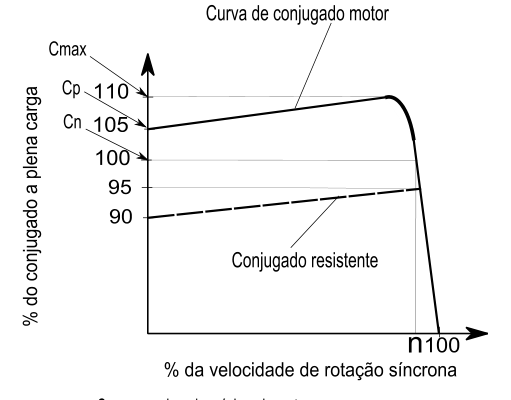 Curva de conjugado motor
Cmax
Cp 110
Cn 105
100
95
90
% do conjugado a plena carga
Conjugado resistente
n 100
% da velocidade de rotação síncrona